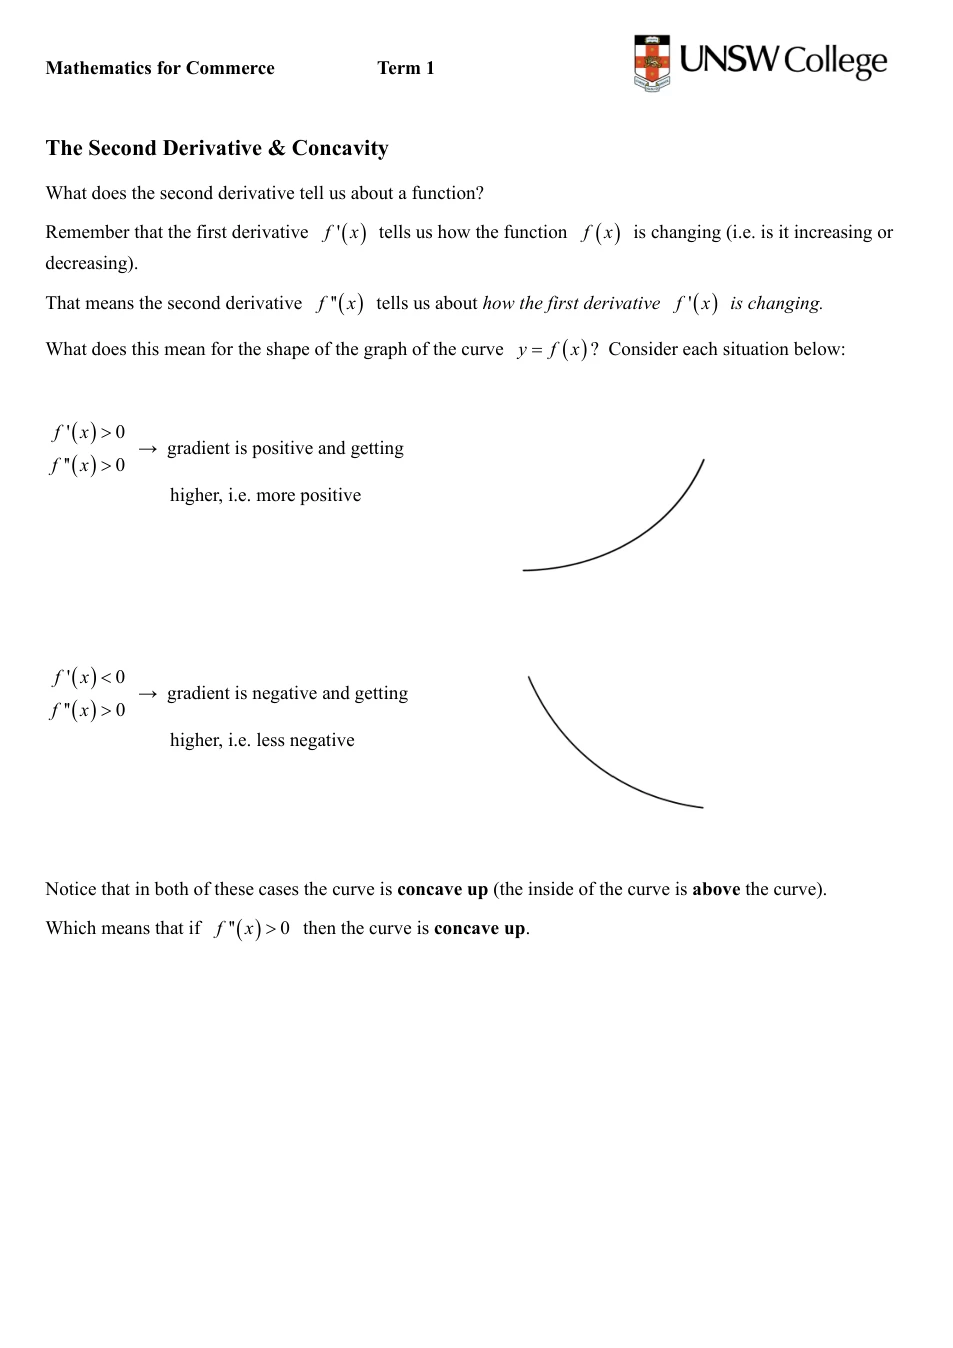 Mathematics for Commerce Term 1
UNSW College
The Second Derivative & Concavity
What does the second derivative tell us about a function?
Remember that the first derivative f '(x) tells us how the function f (x) is changing (i.e. is it increasing or
decreasing).
That means the second derivative f "(x) tells us about how the first derivative f '(x) is changing.
What does this mean for the shape of the graph of the curve y = f (x)? Consider each situation below:
f '(x) > 0
f "(x) > 0
→ gradient is positive and getting
higher, i.e. more positive
f '(x) < 0
f "(x) > 0
→ gradient is negative and getting
higher, i.e. less negative
Notice that in both of these cases the curve is concave up (the inside of the curve is above the curve).
Which means that if f "(x) > 0 then the curve is concave up.